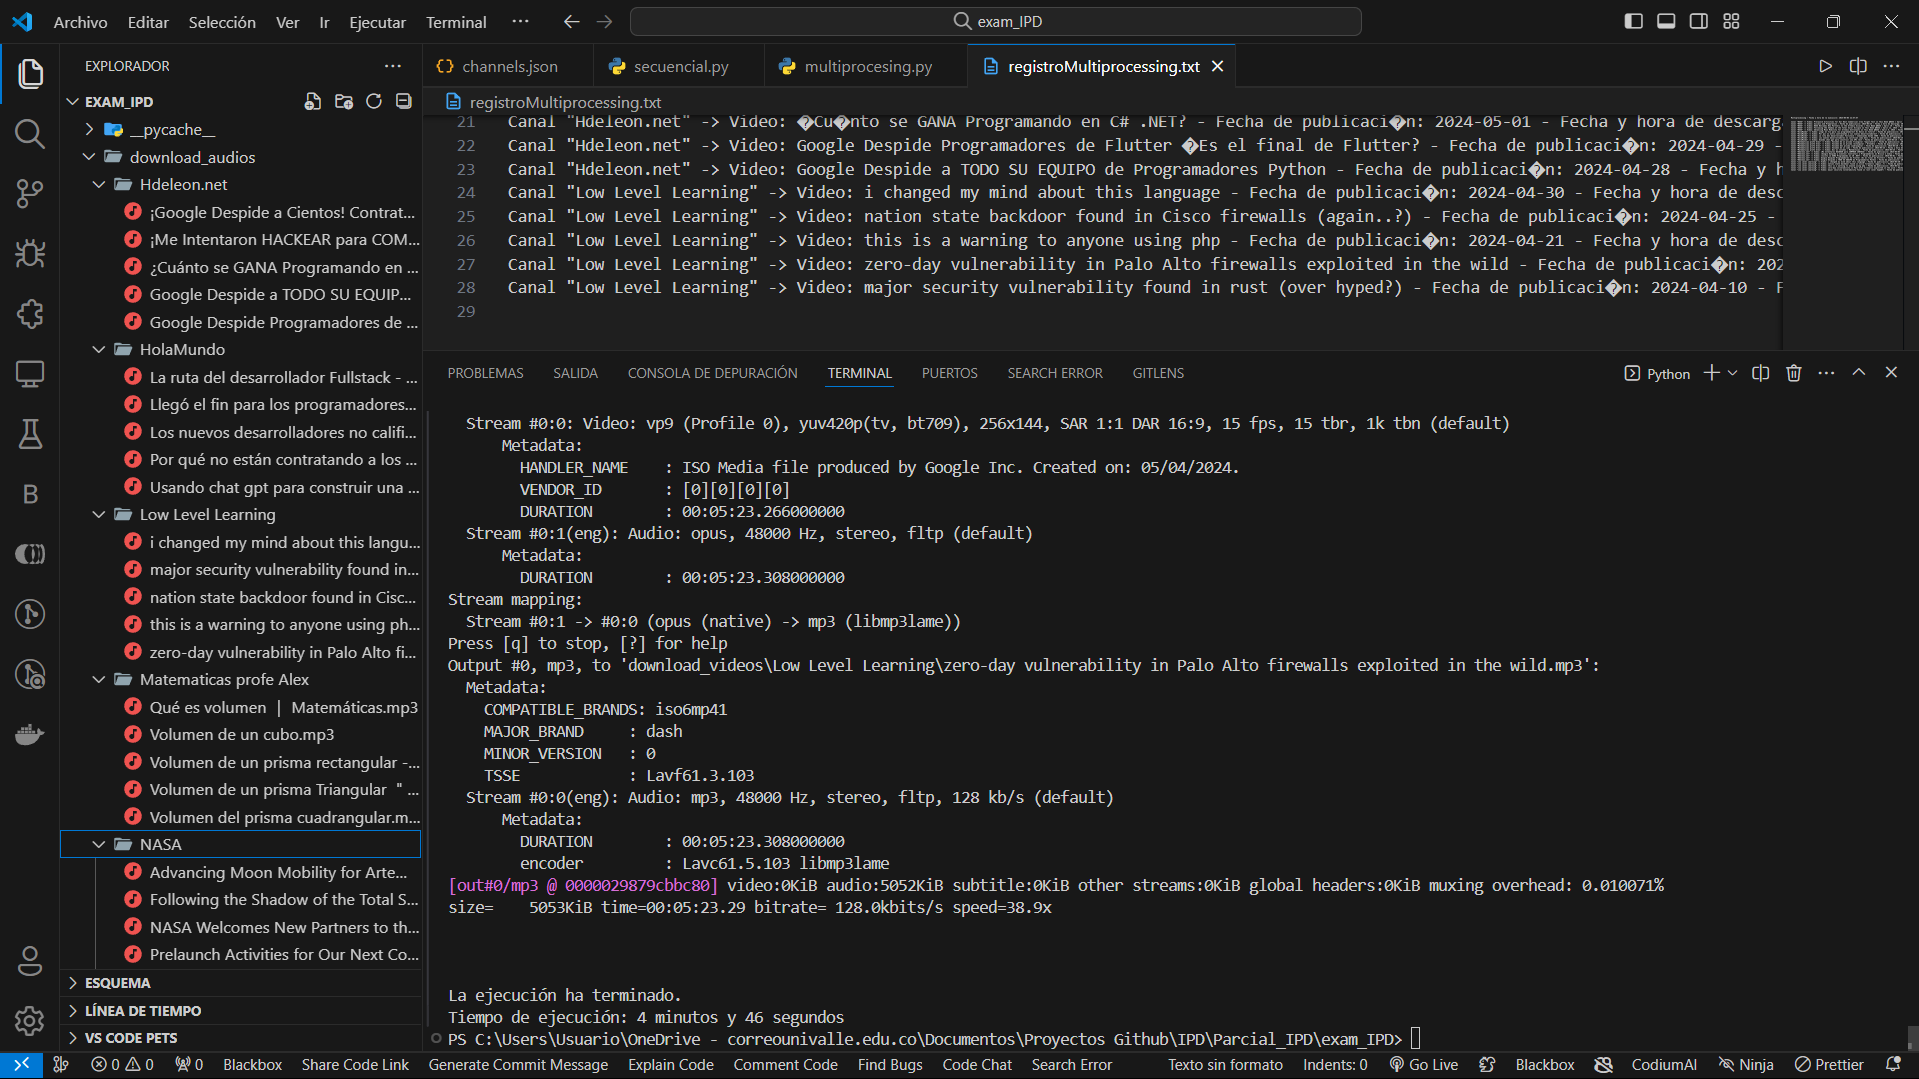 Archivo Editar Selección Ver Ir Ejecutar Terminal ··· exam_IPD
EXPLORADOR
EXAM_IPD
__pycache__
download_audios
Hdeleon.net
¡Google Despide a Cientos! Contrat...
¡Me Intentaron HACKEAR para COM...
¿Cuánto se GANA Programando en ...
Google Despide a TODO SU EQUIP...
Google Despide Programadores de ...
HolaMundo
La ruta del desarrollador Fullstack - ...
Llegó el fin para los programadores...
Los nuevos desarrolladores no califi...
Por qué no están contratando a los ...
Usando chat gpt para construir una ...
Low Level Learning
i changed my mind about this langu...
major security vulnerability found in...
nation state backdoor found in Cisc...
this is a warning to anyone using ph...
zero-day vulnerability in Palo Alto fi...
Matematicas profe Alex
Qué es volumen | Matemáticas.mp3
Volumen de un cubo.mp3
Volumen de un prisma rectangular -...
Volumen de un prisma Triangular " ...
Volumen del prisma cuadrangular.m...
NASA
Advancing Moon Mobility for Arte...
Following the Shadow of the Total S...
NASA Welcomes New Partners to th...
Prelaunch Activities for Our Next Co...
ESQUEMA
LÍNEA DE TIEMPO
VS CODE PETS
channels.json secuencial.py multiprocesing.py registroMultiprocessing.txt
registroMultiprocessing.txt
21 Canal "Hdeleon.net" -> Video: �Cu�nto se GANA Programando en C# .NET? - Fecha de publicaci�n: 2024-05-01 - Fecha y hora de descarg
22 Canal "Hdeleon.net" -> Video: Google Despide Programadores de Flutter �Es el final de Flutter? - Fecha de publicaci�n: 2024-04-29 -
23 Canal "Hdeleon.net" -> Video: Google Despide a TODO SU EQUIPO de Programadores Python - Fecha de publicaci�n: 2024-04-28 - Fecha y h
24 Canal "Low Level Learning" -> Video: i changed my mind about this language - Fecha de publicaci�n: 2024-04-30 - Fecha y hora de desc
25 Canal "Low Level Learning" -> Video: nation state backdoor found in Cisco firewalls (again..?) - Fecha de publicaci�n: 2024-04-25 -
26 Canal "Low Level Learning" -> Video: this is a warning to anyone using php - Fecha de publicaci�n: 2024-04-21 - Fecha y hora de desc
27 Canal "Low Level Learning" -> Video: zero-day vulnerability in Palo Alto firewalls exploited in the wild - Fecha de publicaci�n: 202
28 Canal "Low Level Learning" -> Video: major security vulnerability found in rust (over hyped?) - Fecha de publicaci�n: 2024-04-10 - F
29
PROBLEMAS SALIDA CONSOLA DE DEPURACIÓN TERMINAL PUERTOS SEARCH ERROR GITLENS Python
Stream #0:0: Video: vp9 (Profile 0), yuv420p(tv, bt709), 256x144, SAR 1:1 DAR 16:9, 15 fps, 15 tbr, 1k tbn (default)
Metadata:
HANDLER_NAME : ISO Media file produced by Google Inc. Created on: 05/04/2024.
VENDOR_ID : [0][0][0][0]
DURATION : 00:05:23.266000000
Stream #0:1(eng): Audio: opus, 48000 Hz, stereo, fltp (default)
Metadata:
DURATION : 00:05:23.308000000
Stream mapping:
Stream #0:1 -> #0:0 (opus (native) -> mp3 (libmp3lame))
Press [q] to stop, [?] for help
Output #0, mp3, to 'download_videos\Low Level Learning\zero-day vulnerability in Palo Alto firewalls exploited in the wild.mp3':
Metadata:
COMPATIBLE_BRANDS: iso6mp41
MAJOR_BRAND : dash
MINOR_VERSION : 0
TSSE : Lavf61.3.103
Stream #0:0(eng): Audio: mp3, 48000 Hz, stereo, fltp, 128 kb/s (default)
Metadata:
DURATION : 00:05:23.308000000
encoder : Lavc61.5.103 libmp3lame
[out#0/mp3 @ 0000029879cbbc80] video:0KiB audio:5052KiB subtitle:0KiB other streams:0KiB global headers:0KiB muxing overhead: 0.010071%
size= 5053KiB time=00:05:23.29 bitrate= 128.0kbits/s speed=38.9x
La ejecución ha terminado.
Tiempo de ejecución: 4 minutos y 46 segundos
PS C:\Users\Usuario\OneDrive - correounivalle.edu.co\Documentos\Proyectos Github\IPD\Parcial_IPD\exam_IPD>
0 0 0 Blackbox Share Code Link Generate Commit Message Explain Code Comment Code Find Bugs Code Chat Search Error Texto sin formato Indents: 0 Go Live Blackbox CodiumAI Ninja Prettier